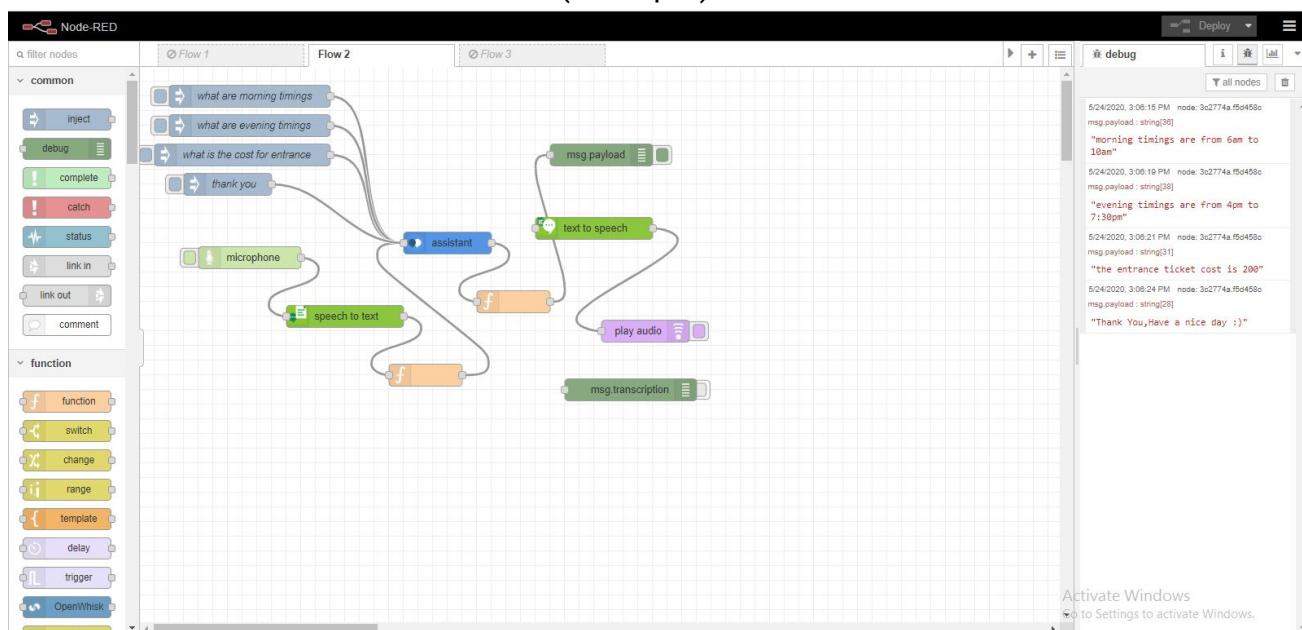 Node-RED
Deploy
filter nodes
Flow 1
Flow 2
Flow 3
debug
i
all nodes
common
inject
debug
complete
catch
status
link in
link out
comment
function
function
switch
change
range
template
delay
trigger
OpenWhisk
what are morning timings
what are evening timings
what is the cost for entrance
thank you
microphone
speech to text
assistant
msg.payload
text to speech
play audio
msg.transcription
5/24/2020, 3:06:15 PM node: 3c2774a.f5d458c
msg.payload : string[36]
"morning timings are from 6am to
10am"
5/24/2020, 3:06:19 PM node: 3c2774a.f5d458c
msg.payload : string[38]
"evening timings are from 4pm to
7:30pm"
5/24/2020, 3:06:21 PM node: 3c2774a.f5d458c
msg.payload : string[31]
"the entrance ticket cost is 200"
5/24/2020, 3:06:24 PM node: 3c2774a.f5d458c
msg.payload : string[28]
"Thank You,Have a nice day :)"
Activate Windows
Go to Settings to activate Windows.